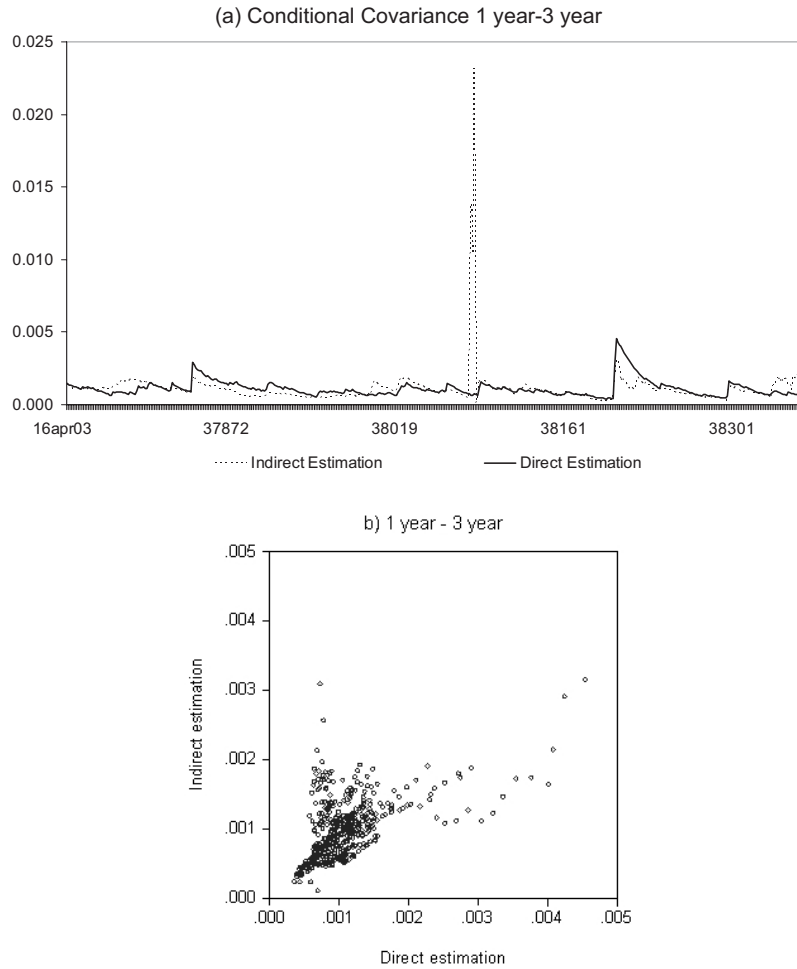 (a) Conditional Covariance 1 year-3 year
0.025
0.020
0.015
0.010
0.005
0.000
16apr03 37872 38019 38161 38301
Indirect Estimation Direct Estimation
b) 1 year - 3 year
.005
.004
.003
.002
.001
.000
Indirect estimation
.000 .001 .002 .003 .004 .005
Direct estimation